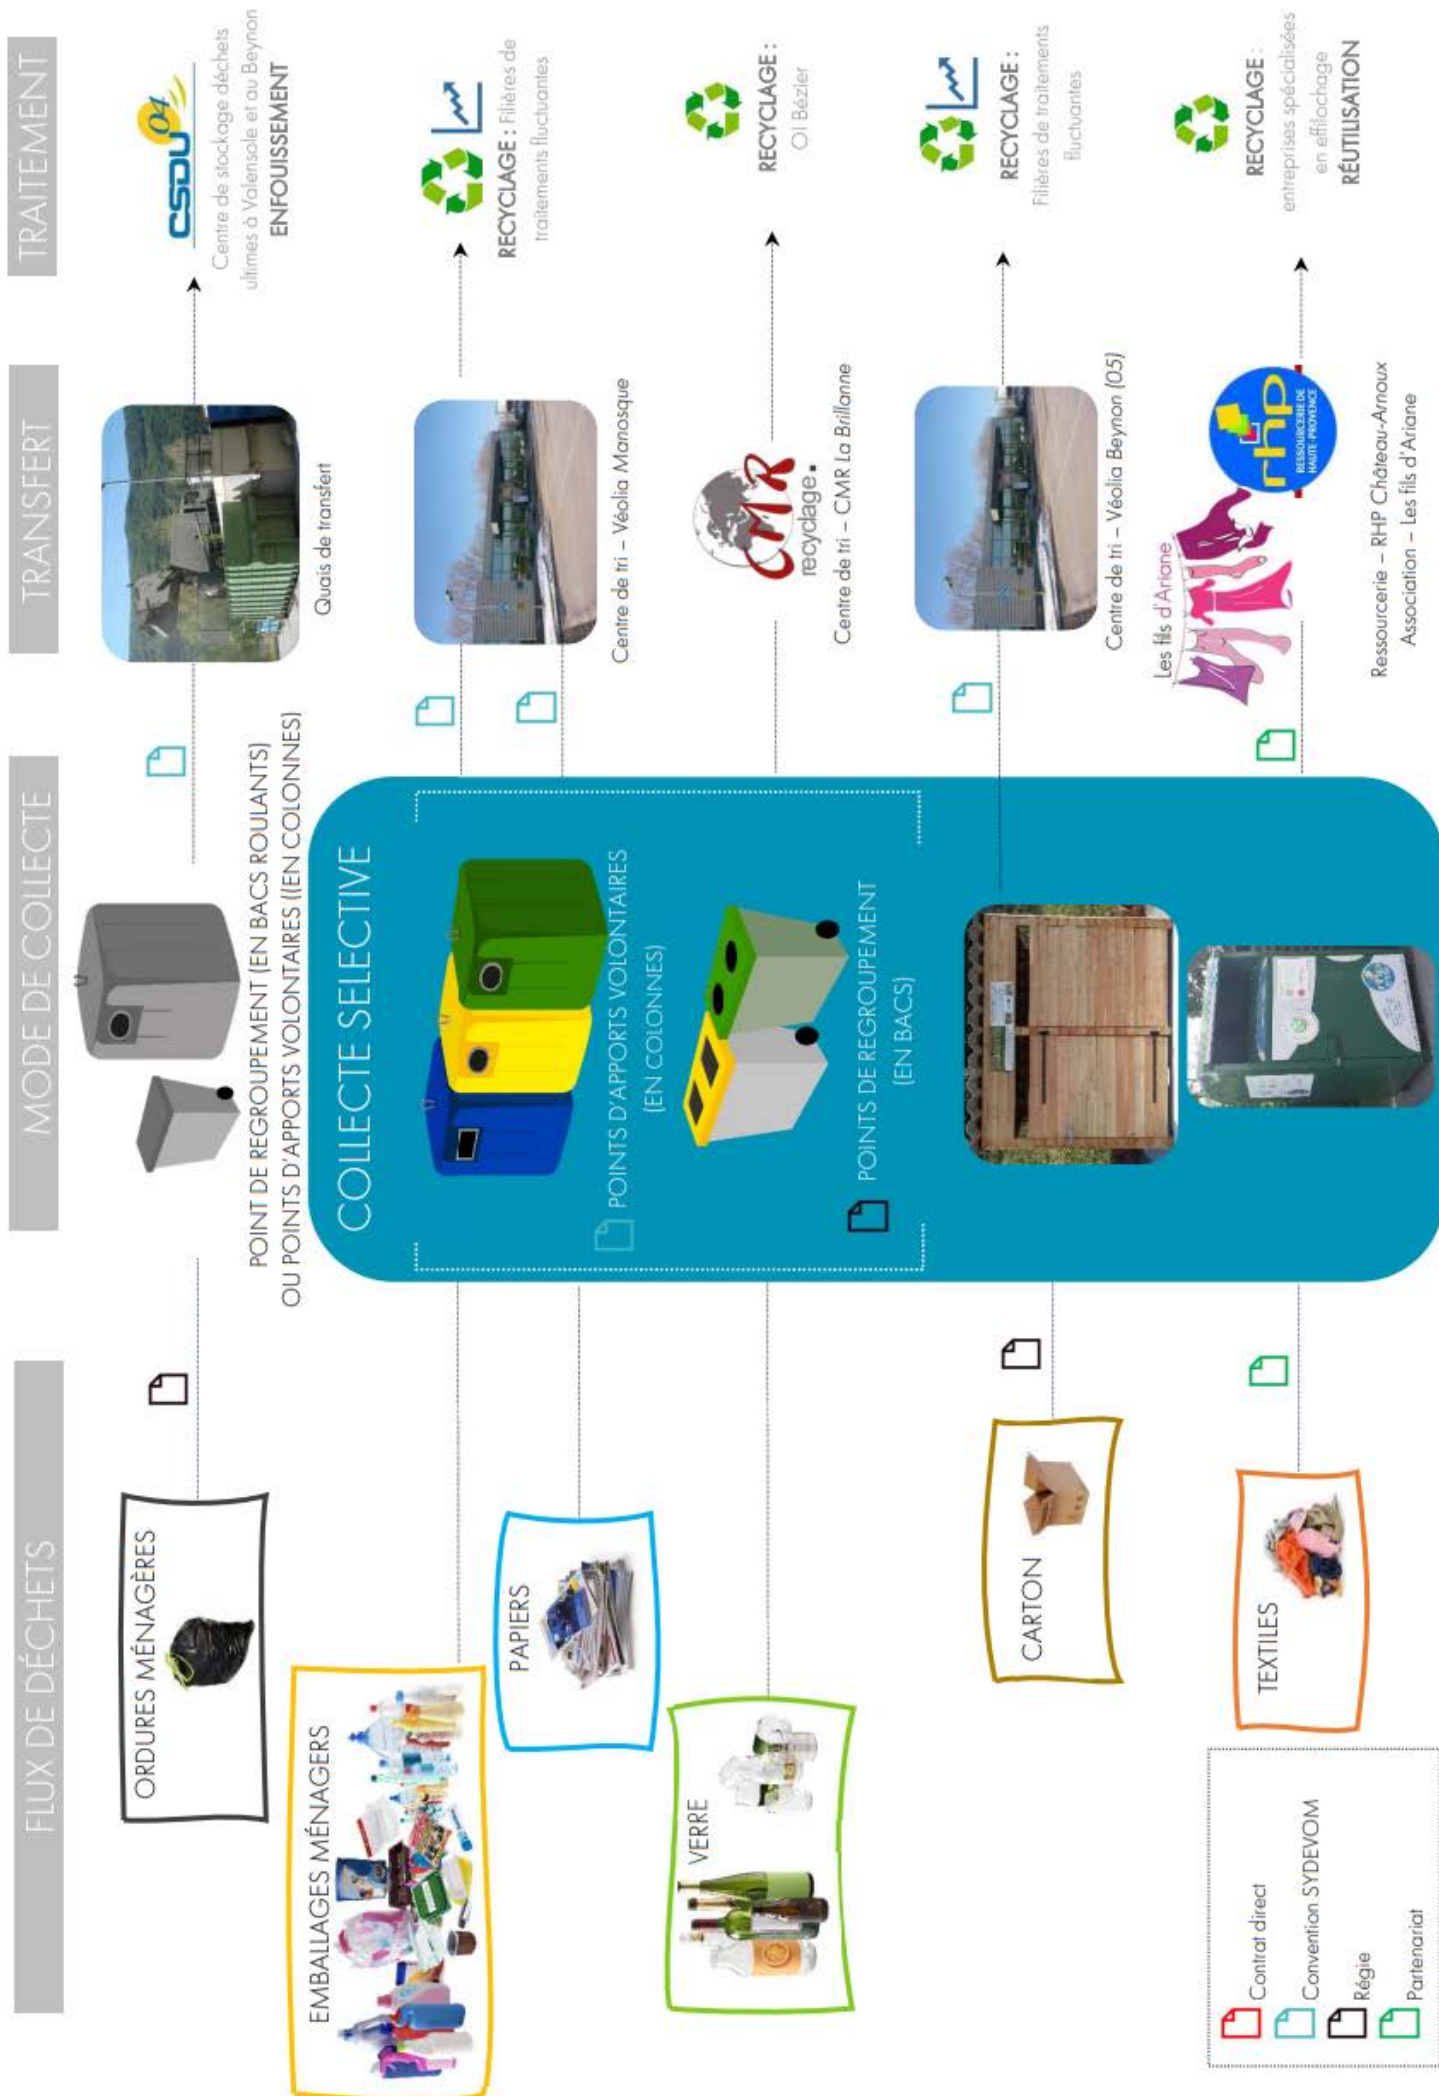 FLUX DE DÉCHETS
MODE DE COLLECTE
TRANSFERT
TRAITEMENT
ORDURES MÉNAGÈRES
POINT DE REGROUPEMENT (EN BACS ROULANTS)
OU POINTS D'APPORTS VOLONTAIRES ((EN COLONNES)
Quais de transfert
CSDU 04
Centre de stockage déchets
ultimes à Valensole et au Beynon
ENFOUISSEMENT
EMBALLAGES MÉNAGERS
COLLECTE SELECTIVE
PAPIERS
POINTS D'APPORTS VOLONTAIRES
(EN COLONNES)
Centre de tri – Véolia Manosque
RECYCLAGE : Filières de
traitements fluctuantes
VERRE
POINTS DE REGROUPEMENT
(EN BACS)
CMR
recyclage.
Centre de tri – CMR La Brillanne
RECYCLAGE :
OI Bézier
CARTON
Centre de tri – Véolia Beynon (05)
RECYCLAGE :
Filières de traitements
fluctuantes
TEXTILES
Les fils d'Ariane
rhp
RESSOURCERIE DE
HAUTE-PROVENCE
Ressourcerie – RHP Château-Arnoux
Association – Les fils d'Ariane
RECYCLAGE :
entreprises spécialisées
en effilochage
RÉUTILISATION
Contrat direct
Convention SYDEVOM
Régie
Partenariat